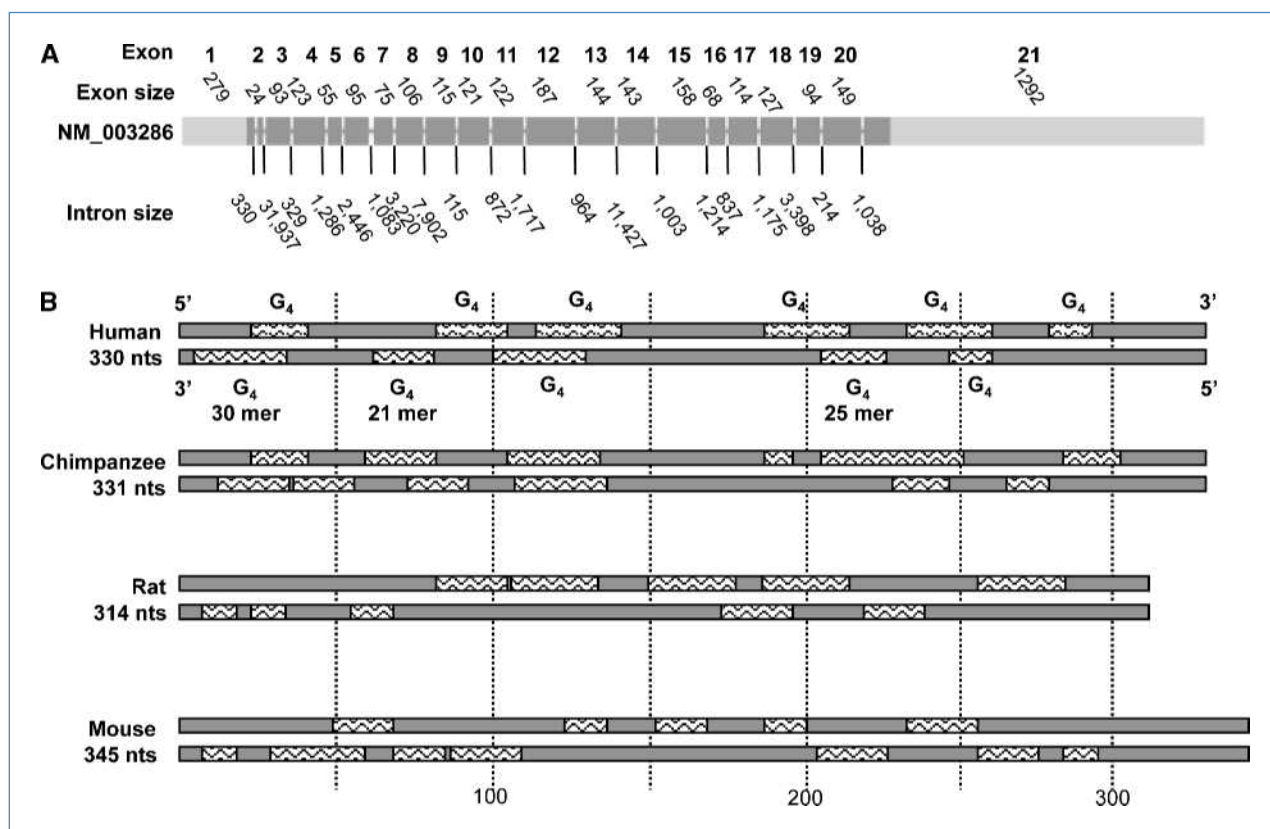 A Exon 1 2 3 4 5 6 7 8 9 10 11 12 13 14 15 16 17 18 19 20 21
Exon size 279 24 93 123 55 95 75 106 115 121 122 187 144 143 158 68 114 127 94 149 1292
NM_003286
Intron size 330 31,937 329 1,286 2,446 1,083 3,220 7,902 115 872 1,717 964 11,427 1,003 1,214 837 1,175 3,398 214 1,038
B 5’ G4 G4 G4 G4 G4 G4 3’
Human
330 nts
3’ G4 G4 G4 G4 G4 5’
30 mer 21 mer 25 mer
Chimpanzee
331 nts
Rat
314 nts
Mouse
345 nts
100 200 300